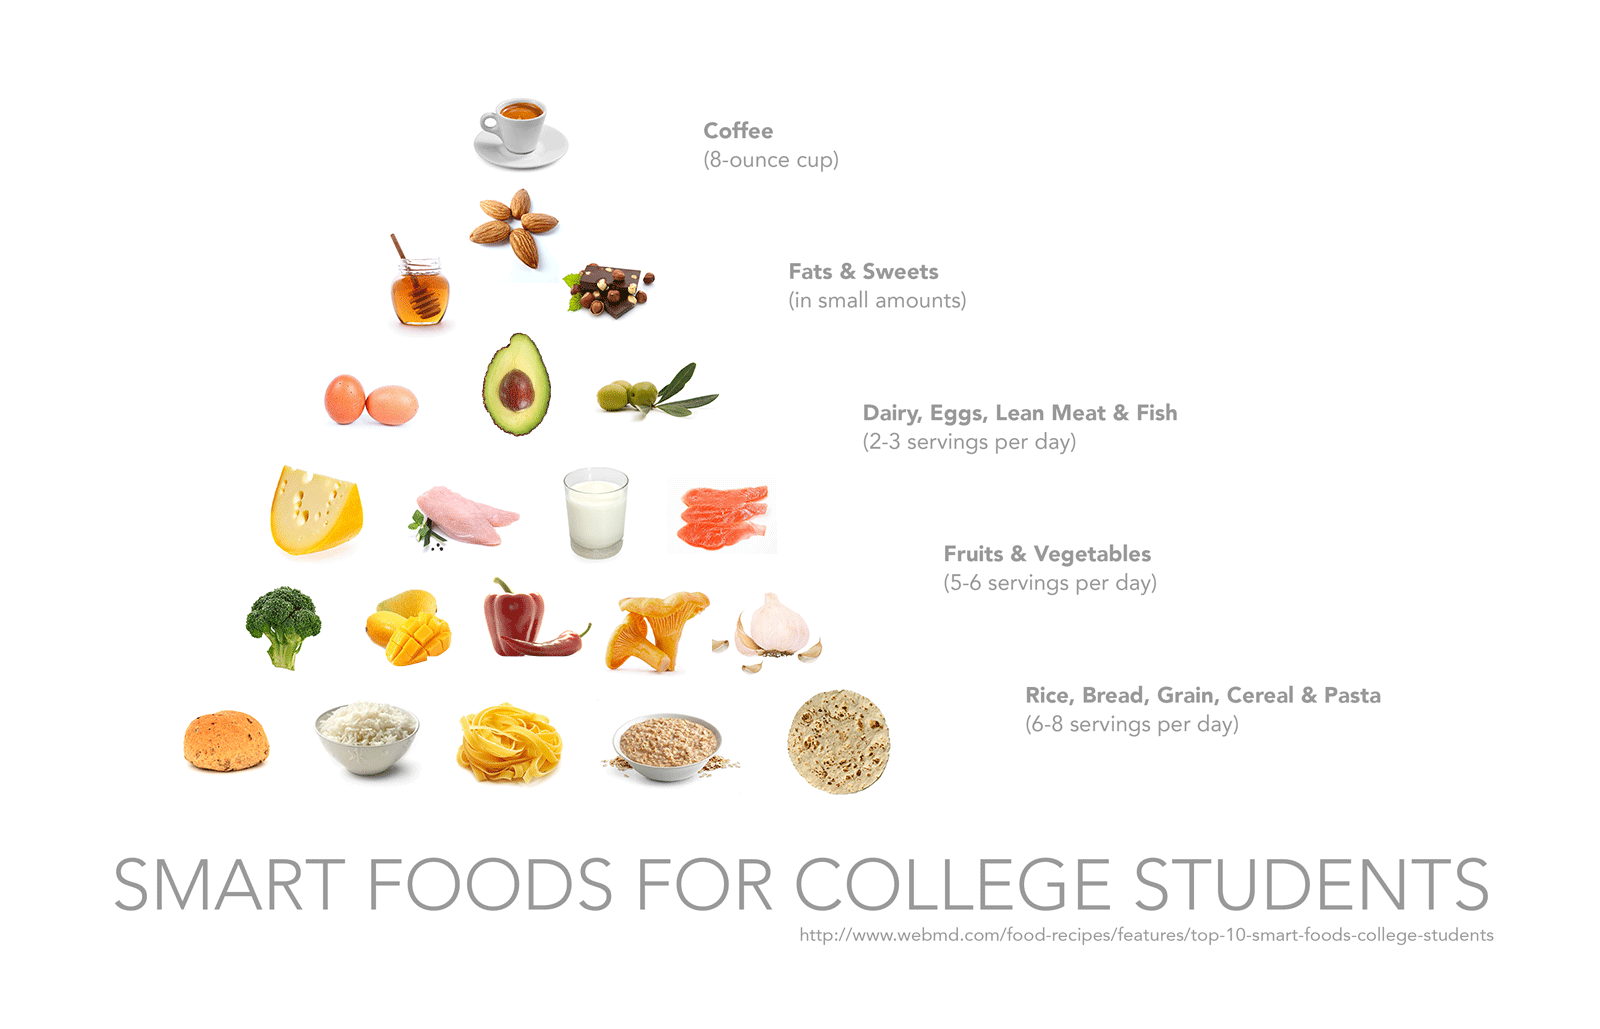 Coffee
(8-ounce cup)
Fats & Sweets
(in small amounts)
Dairy, Eggs, Lean Meat & Fish
(2-3 servings per day)
Fruits & Vegetables
(5-6 servings per day)
Rice, Bread, Grain, Cereal & Pasta
(6-8 servings per day)
SMART FOODS FOR COLLEGE STUDENTS
http://www.webmd.com/food-recipes/features/top-10-smart-foods-college-students